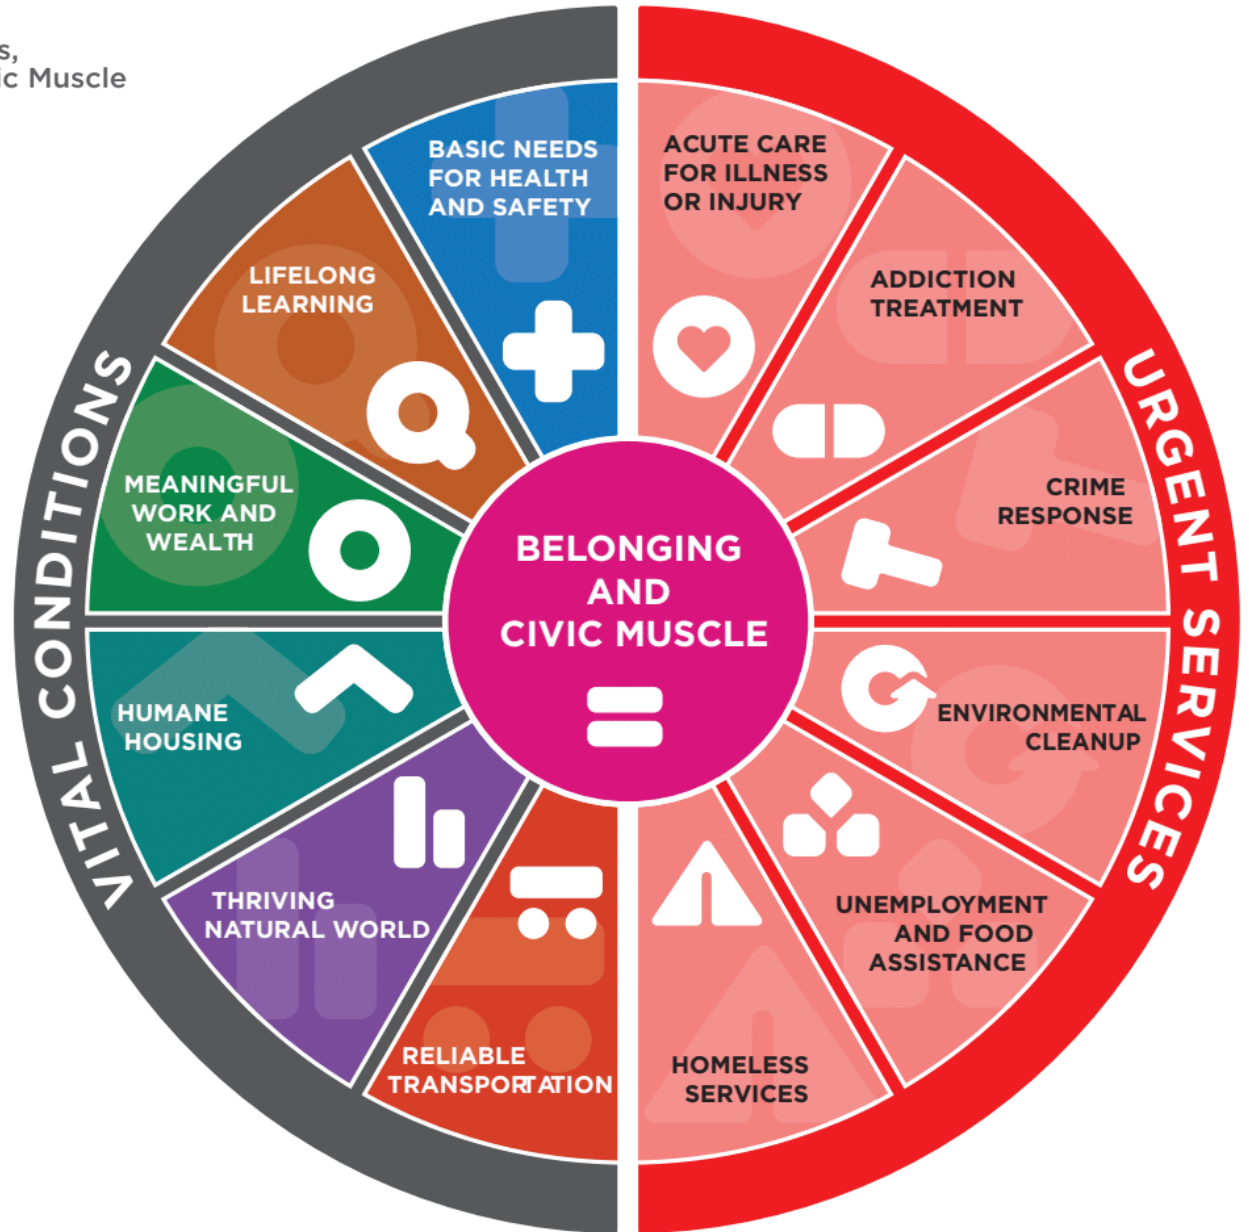 s,
ic Muscle
BASIC NEEDS
FOR HEALTH
AND SAFETY
ACUTE CARE
FOR ILLNESS
OR INJURY
LIFELONG
LEARNING
ADDICTION
TREATMENT
MEANINGFUL
WORK AND
WEALTH
CRIME
RESPONSE
VITAL CONDITIONS
BELONGING
AND
CIVIC MUSCLE
URGENT SERVICES
HUMANE
HOUSING
ENVIRONMENTAL
CLEANUP
THRIVING
NATURAL WORLD
UNEMPLOYMENT
AND FOOD
ASSISTANCE
RELIABLE
TRANSPORTATION
HOMELESS
SERVICES